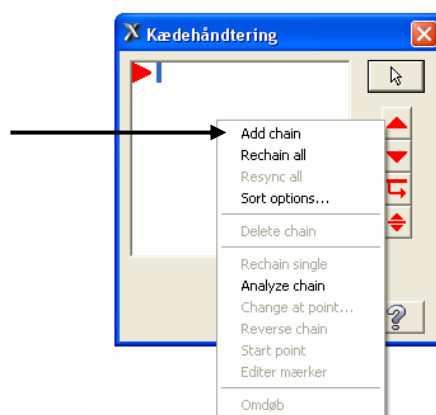 Kædehåndtering
Add chain
Rechain all
Resync all
Sort options...
Delete chain
Rechain single
Analyze chain
Change at point...
Reverse chain
Start point
Editer mærker
Omdøb